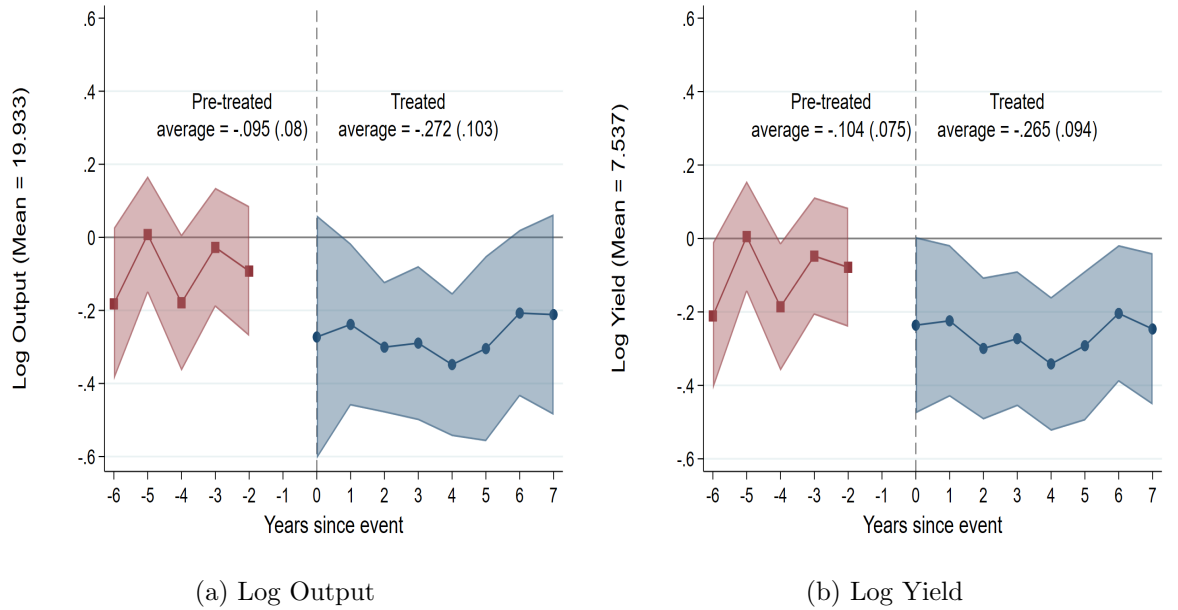 Log Output (Mean = 19.933)
.6
.4
.2
0
-.2
-.4
-.6
Pre-treated
average = -.095 (.08)
Treated
average = -.272 (.103)
-6 -5 -4 -3 -2 -1 0 1 2 3 4 5 6 7
Years since event
(a) Log Output
Log Yield (Mean = 7.537)
.6
.4
.2
0
-.2
-.4
-.6
Pre-treated
average = -.104 (.075)
Treated
average = -.265 (.094)
-6 -5 -4 -3 -2 -1 0 1 2 3 4 5 6 7
Years since event
(b) Log Yield